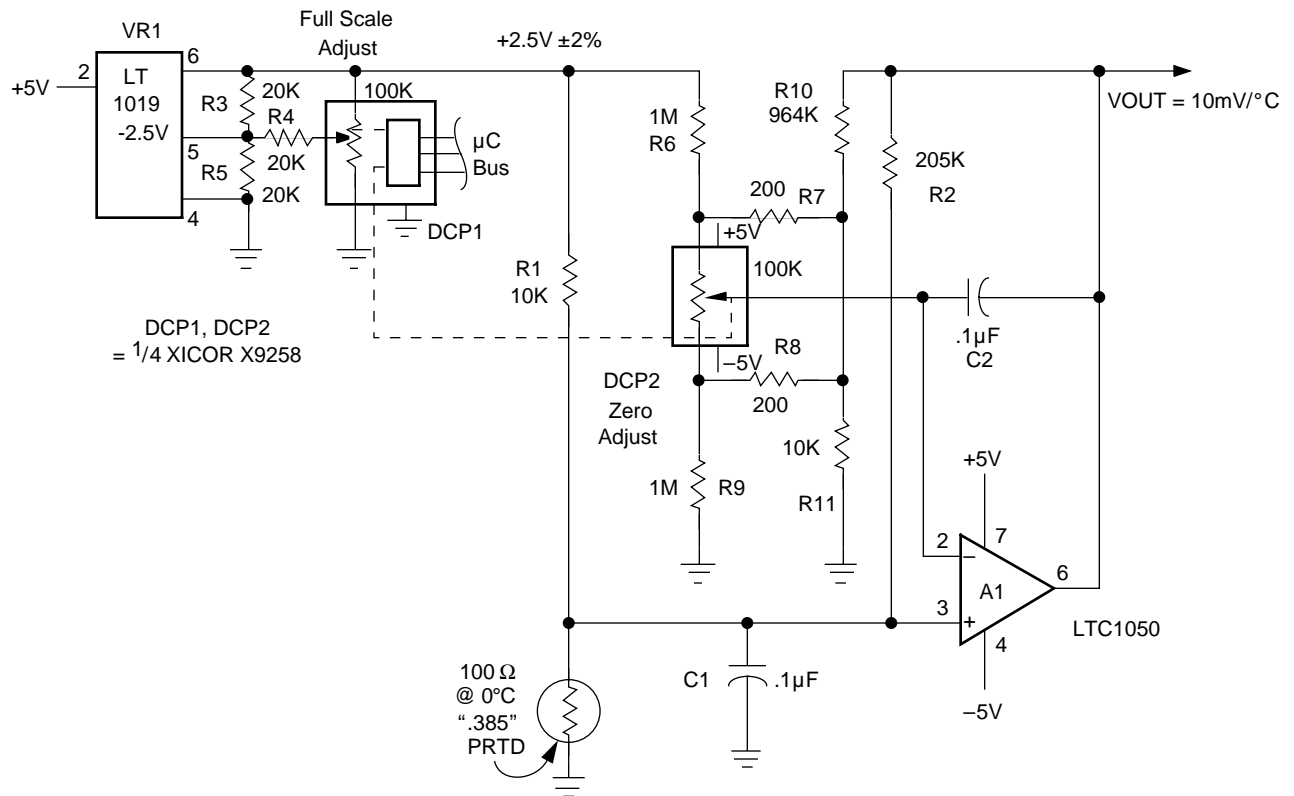 VR1
Full Scale
Adjust
+2.5V ±2%
+5V
2
LT
1019
-2.5V
6
5
4
R3
20K
R4
20K
R5
20K
100K
µC
Bus
DCP1
DCP1, DCP2
= 1/4 XICOR X9258
R1
10K
1M
R6
200
R7
+5V
100K
–5V
R8
200
DCP2
Zero
Adjust
1M
R9
R10
964K
10K
R11
205K
R2
VOUT = 10mV/°C
.1µF
C2
+5V
7
2
–
A1
6
3
+
4
–5V
LTC1050
C1
.1µF
100 Ω
@ 0°C
“.385”
PRTD